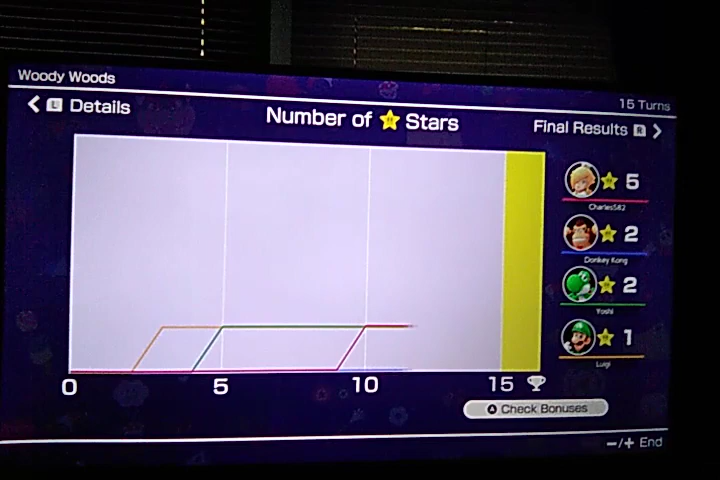 Woody Woods
15 Turns
L Details
Number of Stars
Final Results R
5
Charles582
2
Donkey Kong
2
Yoshi
1
Luigi
0 5 10 15
A Check Bonuses
−/+ End